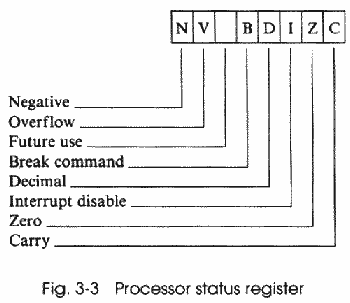 N V B D I Z C
Negative
Overflow
Future use
Break command
Decimal
Interrupt disable
Zero
Carry
Fig. 3-3 Processor status register